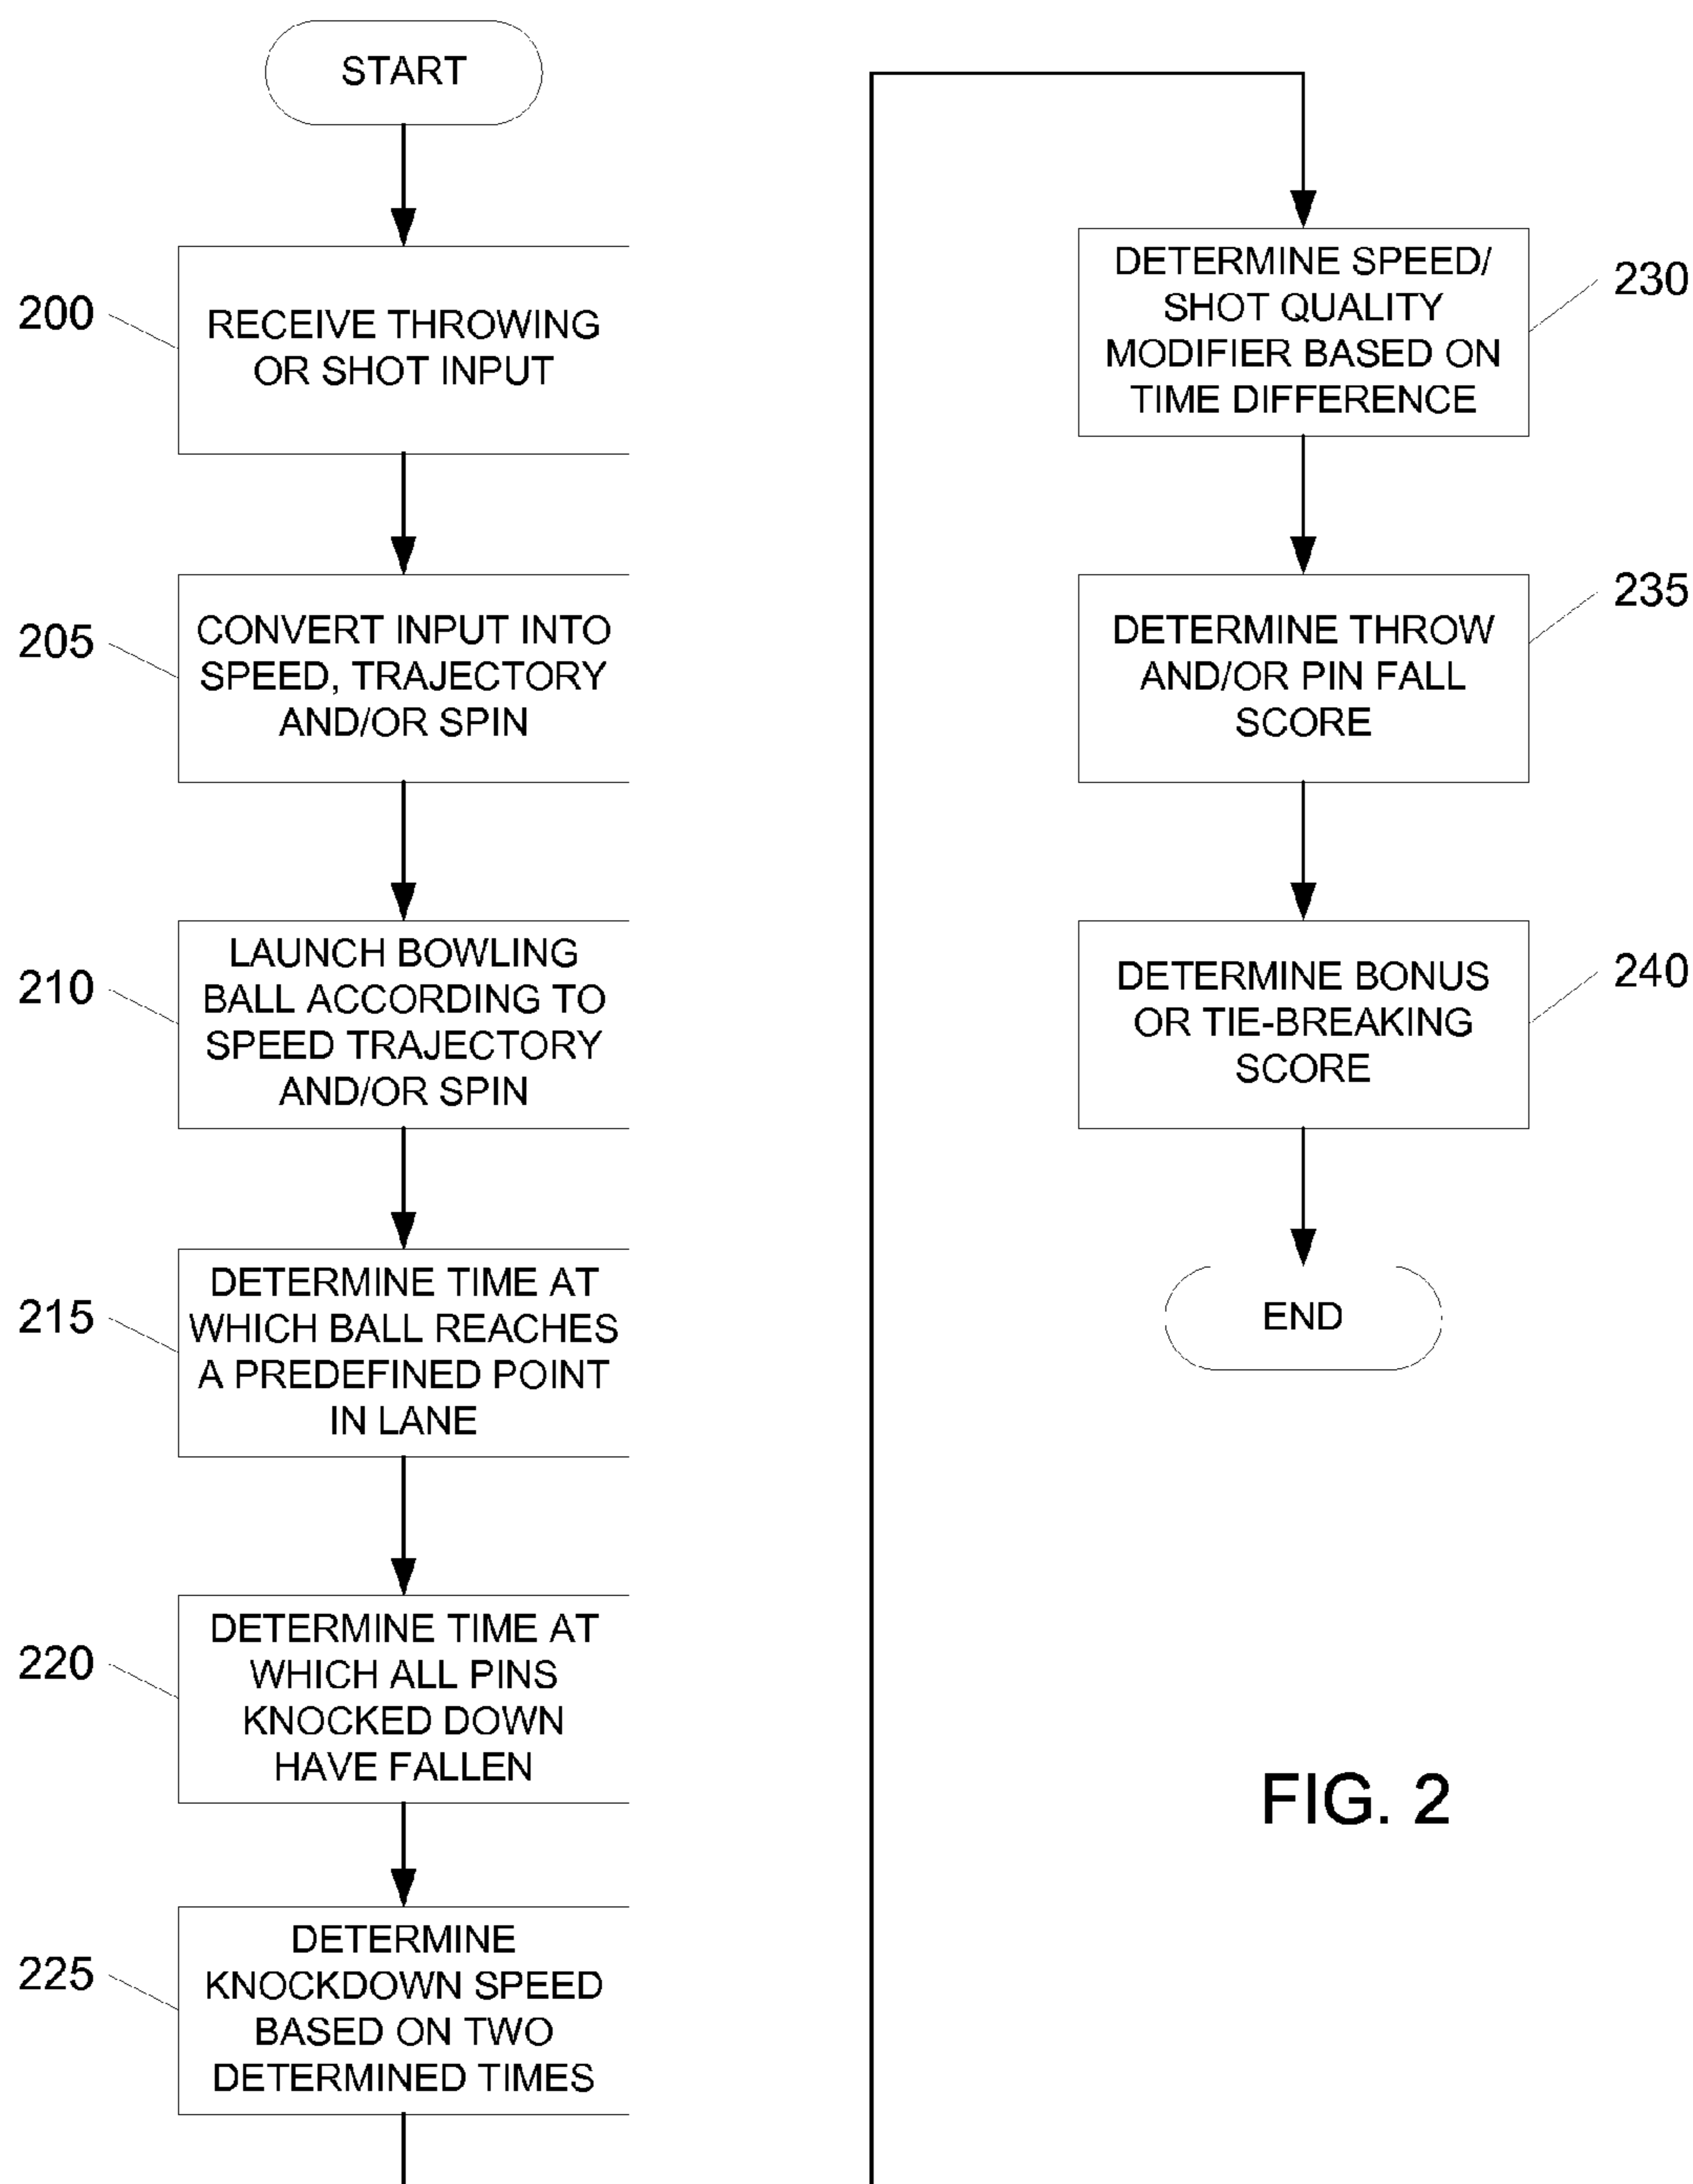 START
200
RECEIVE THROWING
OR SHOT INPUT
205
CONVERT INPUT INTO
SPEED, TRAJECTORY
AND/OR SPIN
210
LAUNCH BOWLING
BALL ACCORDING TO
SPEED TRAJECTORY
AND/OR SPIN
215
DETERMINE TIME AT
WHICH BALL REACHES
A PREDEFINED POINT
IN LANE
220
DETERMINE TIME AT
WHICH ALL PINS
KNOCKED DOWN
HAVE FALLEN
225
DETERMINE
KNOCKDOWN SPEED
BASED ON TWO
DETERMINED TIMES
DETERMINE SPEED/
SHOT QUALITY
MODIFIER BASED ON
TIME DIFFERENCE
230
DETERMINE THROW
AND/OR PIN FALL
SCORE
235
DETERMINE BONUS
OR TIE-BREAKING
SCORE
240
END
FIG. 2